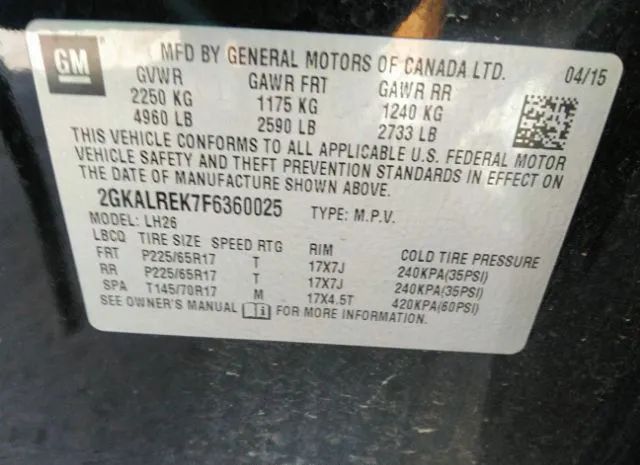 GM
MFD BY GENERAL MOTORS OF CANADA LTD. 04/15
GVWR GAWR FRT GAWR RR
2250 KG 1175 KG 1240 KG
4960 LB 2590 LB 2733 LB
THIS VEHICLE CONFORMS TO ALL APPLICABLE U.S. FEDERAL MOTOR
VEHICLE SAFETY AND THEFT PREVENTION STANDARDS IN EFFECT ON
THE DATE OF MANUFACTURE SHOWN ABOVE.
2GKALREK7F6360025 TYPE: M.P.V.
MODEL: LH26
LBCQ TIRE SIZE SPEED RTG RIM COLD TIRE PRESSURE
FRT P225/65R17 T 17X7J 240KPA(35PSI)
RR P225/65R17 T 17X7J 240KPA(35PSI)
SPA T145/70R17 M 17X4.5T 420KPA(60PSI)
SEE OWNER'S MANUAL FOR MORE INFORMATION.